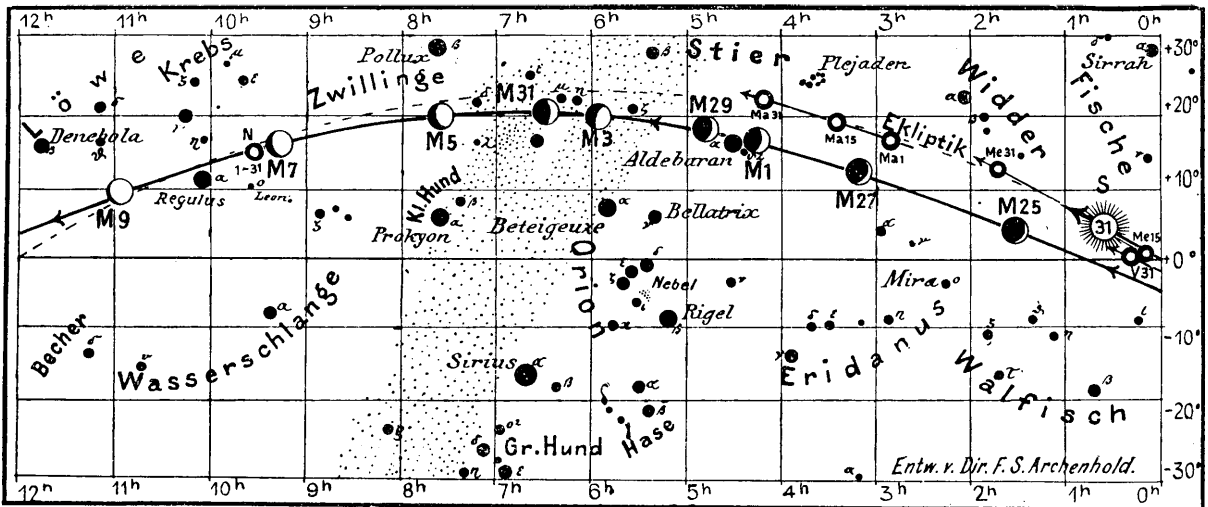 12h 11h 10h 9h 8h 7h 6h 5h 4h 3h 2h 1h 0h
+30°
+20°
+10°
+0°
-10°
-20°
-30°
Löwe
Krebs
Zwillinge
Pollux
Stier
Plejaden
Widder
Fische
Sirrah
Denebola
Regulus
Leon.
Kl. Hund
Prokyon
Beteigeuxe
Bellatrix
Aldebaran
Ekliptik
M9
N
1-31
M7
M5
M31
M3
M29
M1
M27
M25
Ma31
Ma15
Ma1
Me31
Me15
S
31
V31
Orion
Nebel
Rigel
Mira
Becher
Wasserschlange
Sirius
Gr. Hund
Hase
Eridanus
Walfisch
Entw. v. Dir. F. S. Archenhold.
12h 11h 10h 9h 8h 7h 6h 5h 4h 3h 2h 1h 0h